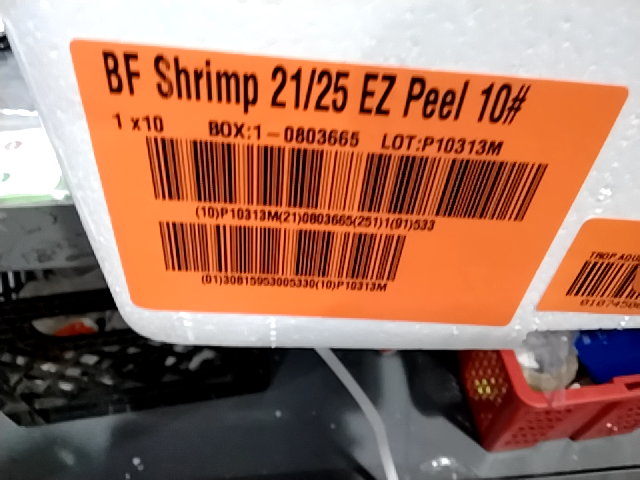 BF Shrimp 21/25 EZ Peel 10#
1 x10 BOX:1-0803665 LOT:P10313M
(10)P10313M(21)0803665(251)1(91)533
(01)30815953005330(10)P10313M